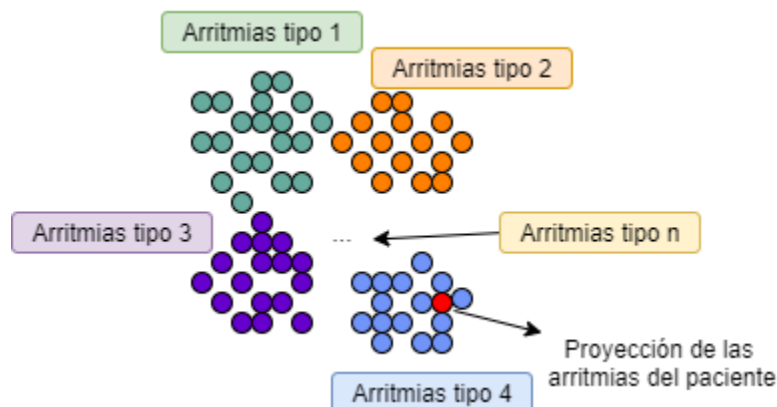 Arritmias tipo 1
Arritmias tipo 2
Arritmias tipo 3
...
Arritmias tipo n
Proyección de las
arritmias del paciente
Arritmias tipo 4